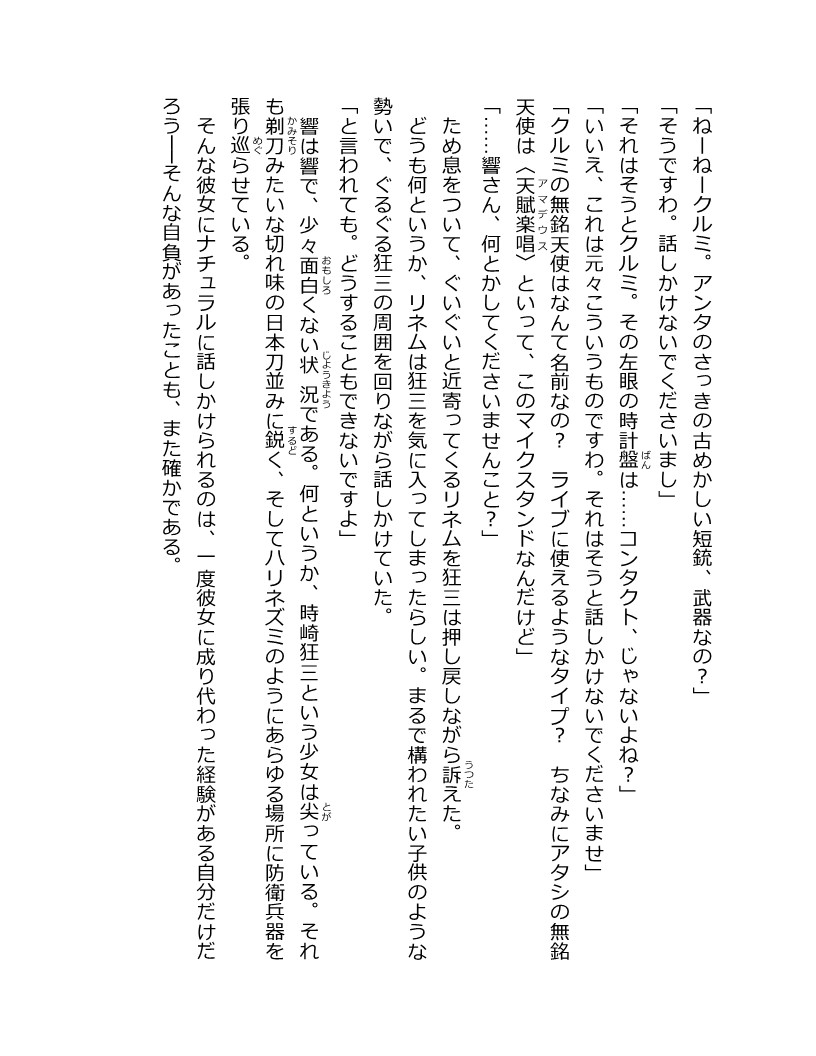 「ねーねークルミ。アンタのさっきの古めかしい短銃、武器なの？」
「そうですわ。話しかけないでくださいまし」
「それはそうとクルミ。その左眼の時計盤は……コンタクト、じゃないよね？」
「いいえ、これは元々こういうものですわ。それはそうと話しかけないでくださいませ」
「クルミの無銘天使はなんて名前なの？　ライブに使えるようなタイプ？　ちなみにアタシの無銘
天使は〈天賦楽唱〉といって、このマイクスタンドなんだけど」
「……響さん、何とかしてくださいませんこと？」
ため息をついて、ぐいぐいと近寄ってくるリネムを狂三は押し戻しながら訴えた。
どうも何というか、リネムは狂三を気に入ってしまったらしい。まるで構われたい子供のような
勢いで、ぐるぐる狂三の周囲を回りながら話しかけていた。
「と言われても。どうすることもできないですよ」
響は響で、少々面白くない状況である。何というか、時崎狂三という少女は尖っている。それ
も剃刀みたいな切れ味の日本刀並みに鋭く、そしてハリネズミのようにあらゆる場所に防衛兵器を
張り巡らせている。
そんな彼女にナチュラルに話しかけられるのは、一度彼女に成り代わった経験がある自分だけだ
ろう──そんな自負があったことも、また確かである。